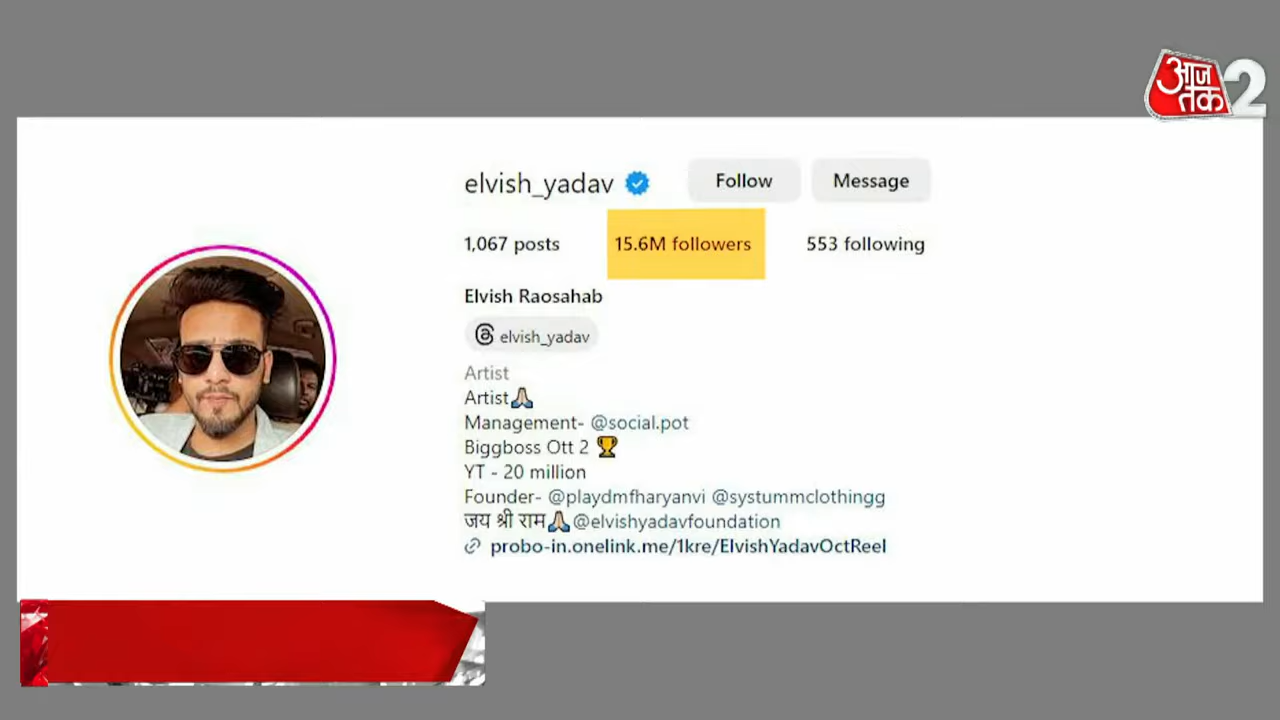 आज तक 2
elvish_yadav Follow Message
1,067 posts 15.6M followers 553 following
Elvish Raosahab
elvish_yadav
Artist
Artist🙏🏼
Management- @social.pot
Biggboss Ott 2 🏆
YT - 20 million
Founder- @playdmfharyanvi @systummclothingg
जय श्री राम🙏🏼@elvishyadavfoundation
probo-in.onelink.me/1kre/ElvishYadavOctReel